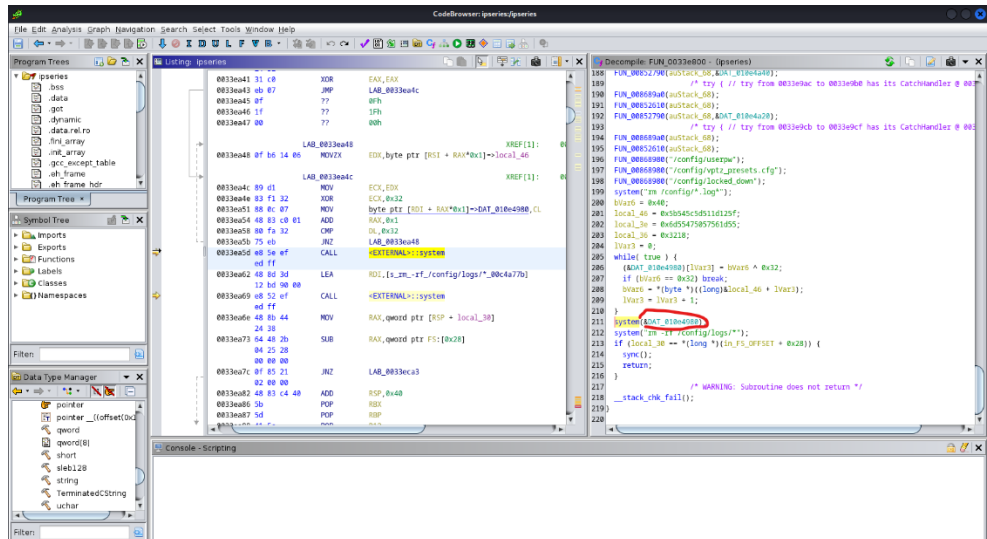 CodeBrowser: ipseries:/ipseries
File Edit Analysis Graph Navigation Search Select Tools Window Help
Program Trees
ipseries
.bss
.data
.got
.dynamic
.data.rel.ro
.fini_array
.init_array
.gcc_except_table
.eh_frame
.eh_frame_hdr
Program Tree ×
Symbol Tree
Imports
Exports
Functions
Labels
Classes
Namespaces
Filter:
Data Type Manager
pointer
pointer __((offset(0x1
qword
qword[8]
short
sleb128
string
TerminatedCString
uchar
Filter:
Listing: ipseries
0033ea41 31 c0 XOR EAX,EAX
0033ea43 eb 07 JMP LAB_0033ea4c
0033ea45 0f ?? 0Fh
0033ea46 1f ?? 1Fh
0033ea47 00 ?? 00h
LAB_0033ea48 XREF[1]:
0033ea48 0f b6 14 06 MOVZX EDX,byte ptr [RSI + RAX*0x1]=>local_46
LAB_0033ea4c XREF[1]:
0033ea4c 89 d1 MOV ECX,EDX
0033ea4e 83 f1 32 XOR ECX,0x32
0033ea51 88 0c 07 MOV byte ptr [RDI + RAX*0x1]=>DAT_010e4980,CL
0033ea54 48 83 c0 01 ADD RAX,0x1
0033ea58 80 fa 32 CMP DL,0x32
0033ea5b 75 eb JNZ LAB_0033ea48
0033ea5d e8 5e ef CALL <EXTERNAL>::system
ed ff
0033ea62 48 8d 3d LEA RDI,[s_rm_-rf_/config/logs/*_00c4a77b]
12 bd 90 00
0033ea69 e8 52 ef CALL <EXTERNAL>::system
ed ff
0033ea6e 48 8b 44 MOV RAX,qword ptr [RSP + local_30]
24 38
0033ea73 64 48 2b SUB RAX,qword ptr FS:[0x28]
04 25 28
00 00 00
0033ea7c 0f 85 21 JNZ LAB_0033eca3
02 00 00
0033ea82 48 83 c4 40 ADD RSP,0x40
0033ea86 5b POP RBX
0033ea87 5d POP RBP
Decompile: FUN_0033e800 - (ipseries)
188 FUN_00852790(auStack_68,&DAT_010e4a40);
189 /* try { // try from 0033e9ac to 0033e9b0 has its CatchHandler @ 003
190 FUN_008689a0(auStack_68);
191 FUN_00852610(auStack_68);
192 FUN_00852790(auStack_68,&DAT_010e4a20);
193 /* try { // try from 0033e9cb to 0033e9cf has its CatchHandler @ 003
194 FUN_008689a0(auStack_68);
195 FUN_00852610(auStack_68);
196 FUN_00868980("/config/userpw");
197 FUN_00868980("/config/vptz_presets.cfg");
198 FUN_00868980("/config/locked_down");
199 system("rm /config/*.log*");
200 bVar6 = 0x40;
201 local_46 = 0x5b545c5d511d125f;
202 local_3e = 0x6d554757561d55;
203 local_36 = 0x3218;
204 lVar3 = 0;
205 while( true ) {
206 (&DAT_010e4980)[lVar3] = bVar6 ^ 0x32;
207 if (bVar6 == 0x32) break;
208 bVar6 = *(byte *)((long)&local_46 + lVar3);
209 lVar3 = lVar3 + 1;
210 }
211 system(&DAT_010e4980);
212 system("rm -rf /config/logs/*");
213 if (local_30 == *(long *)(in_FS_OFFSET + 0x28)) {
214 sync();
215 return;
216 }
217 /* WARNING: Subroutine does not return */
218 __stack_chk_fail();
219 }
220
Console - Scripting